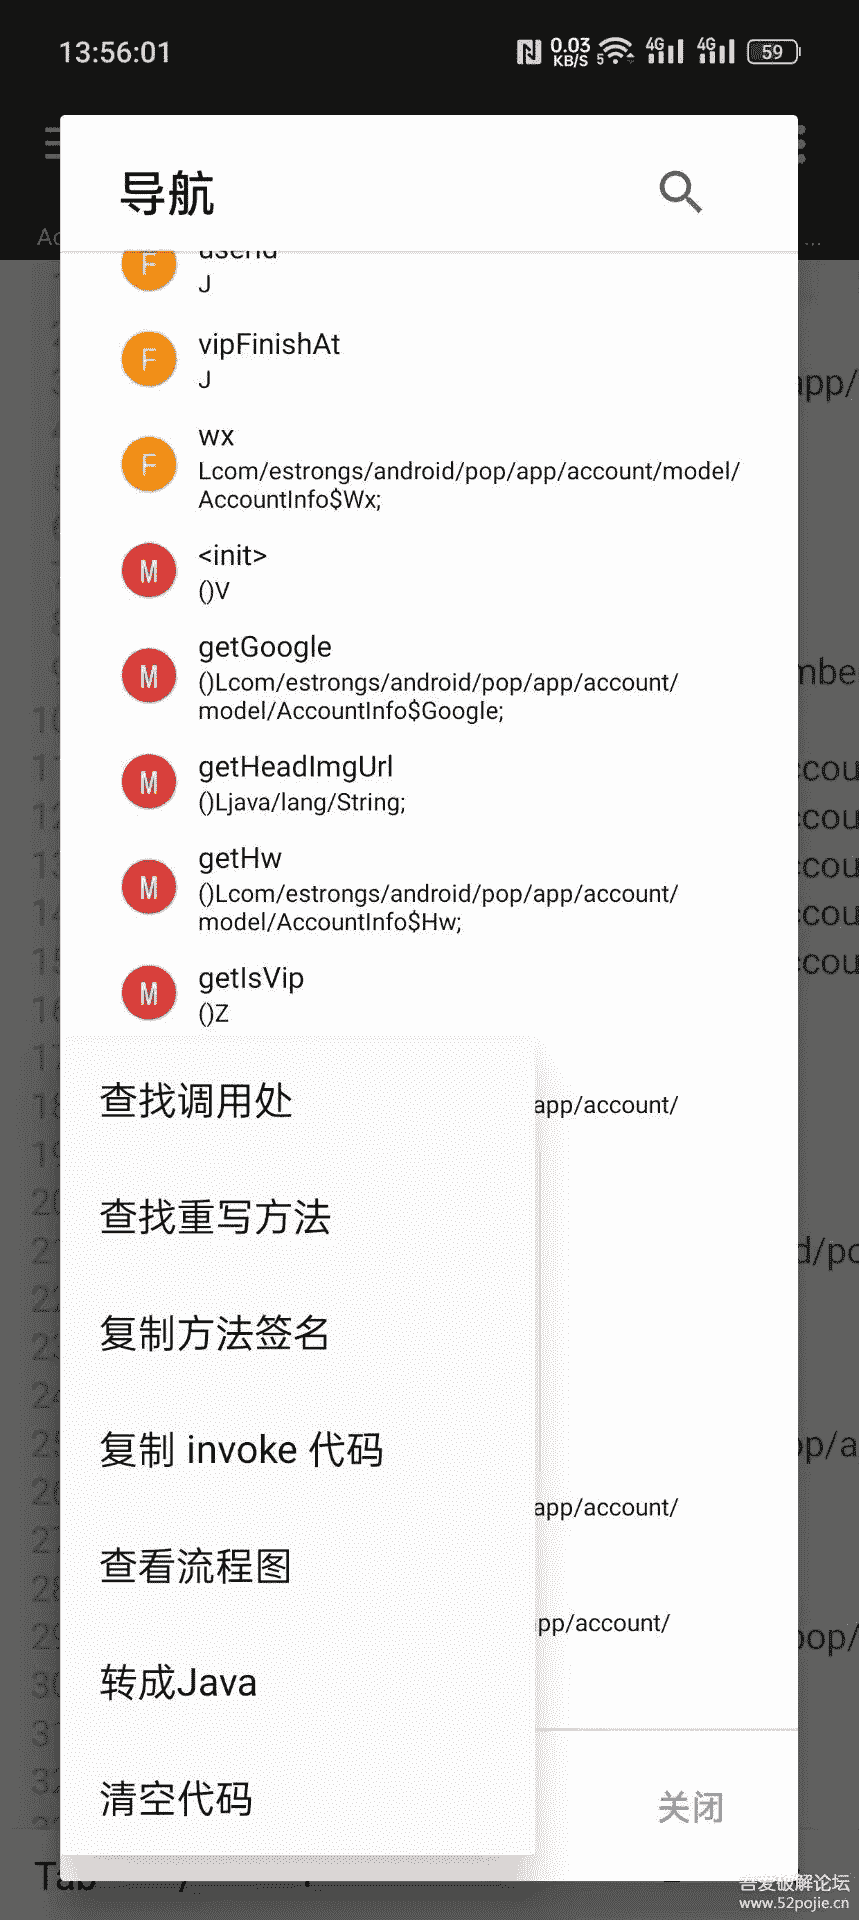 13:56:01
0.03
KB/S
5
4G
4G
59
导航
F
userId
J
F
vipFinishAt
J
F
wx
Lcom/estrongs/android/pop/app/account/model/
AccountInfo$Wx;
M
<init>
()V
M
getGoogle
()Lcom/estrongs/android/pop/app/account/
model/AccountInfo$Google;
M
getHeadImgUrl
()Ljava/lang/String;
M
getHw
()Lcom/estrongs/android/pop/app/account/
model/AccountInfo$Hw;
M
getIsVip
()Z
查找调用处
app/account/
查找重写方法
复制方法签名
复制 invoke 代码
app/account/
查看流程图
app/account/
转成Java
清空代码
关闭
吾爱破解论坛
www.52pojie.cn